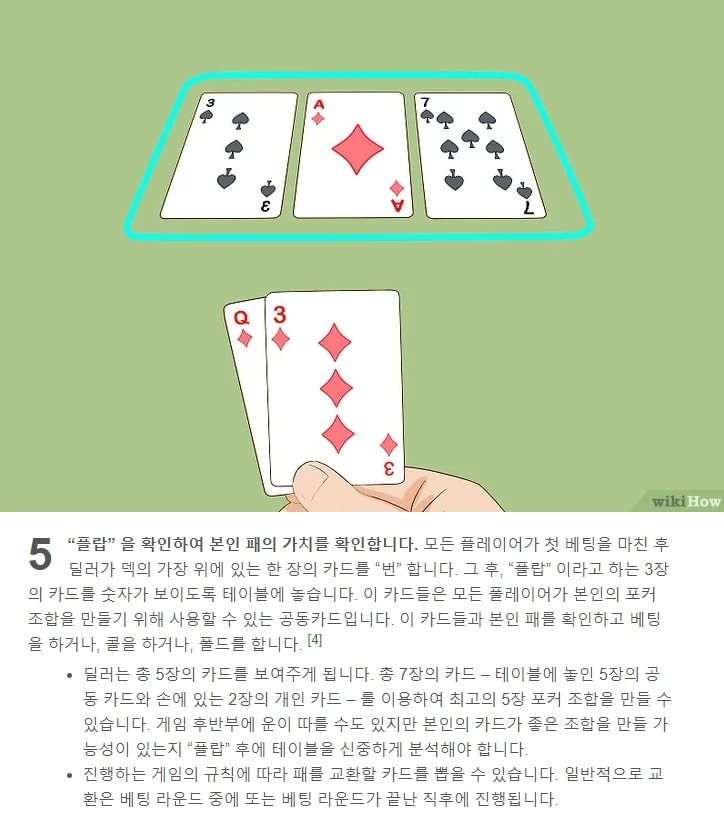 3 A 7
3 A 7
Q 3
3
wikiHow
5 “플랍” 을 확인하여 본인 패의 가치를 확인합니다. 모든 플레이어가 첫 베팅을 마친 후
딜러가 덱의 가장 위에 있는 한 장의 카드를 “번” 합니다. 그 후, “플랍” 이라고 하는 3장
의 카드를 숫자가 보이도록 테이블에 놓습니다. 이 카드들은 모든 플레이어가 본인의 포커
조합을 만들기 위해 사용할 수 있는 공동카드입니다. 이 카드들과 본인 패를 확인하고 베팅
을 하거나, 콜을 하거나, 폴드를 합니다. [4]
• 딜러는 총 5장의 카드를 보여주게 됩니다. 총 7장의 카드 – 테이블에 놓인 5장의 공
동 카드와 손에 있는 2장의 개인 카드 – 를 이용하여 최고의 5장 포커 조합을 만들 수
있습니다. 게임 후반부에 운이 따를 수도 있지만 본인의 카드가 좋은 조합을 만들 가
능성이 있는지 “플랍” 후에 테이블을 신중하게 분석해야 합니다.
• 진행하는 게임의 규칙에 따라 패를 교환할 카드를 뽑을 수 있습니다. 일반적으로 교
환은 베팅 라운드 중에 또는 베팅 라운드가 끝난 직후에 진행됩니다.